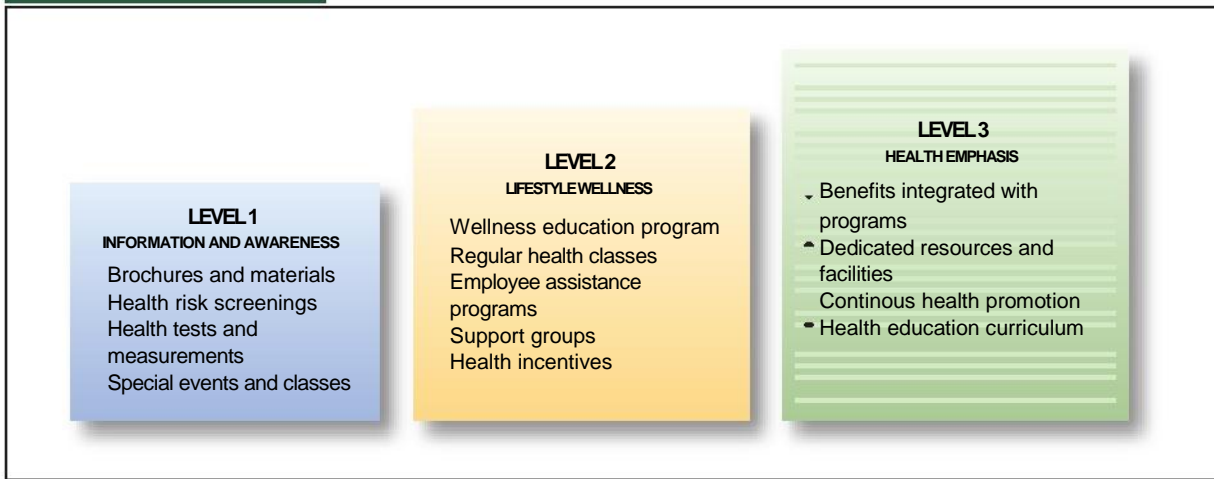 LEVEL 1
INFORMATION AND AWARENESS
Brochures and materials
Health risk screenings
Health tests and
measurements
Special events and classes
LEVEL 2
LIFESTYLE WELLNESS
Wellness education program
Regular health classes
Employee assistance
programs
Support groups
Health incentives
LEVEL 3
HEALTH EMPHASIS
Benefits integrated with
programs
Dedicated resources and
facilities
Continous health promotion
Health education curriculum